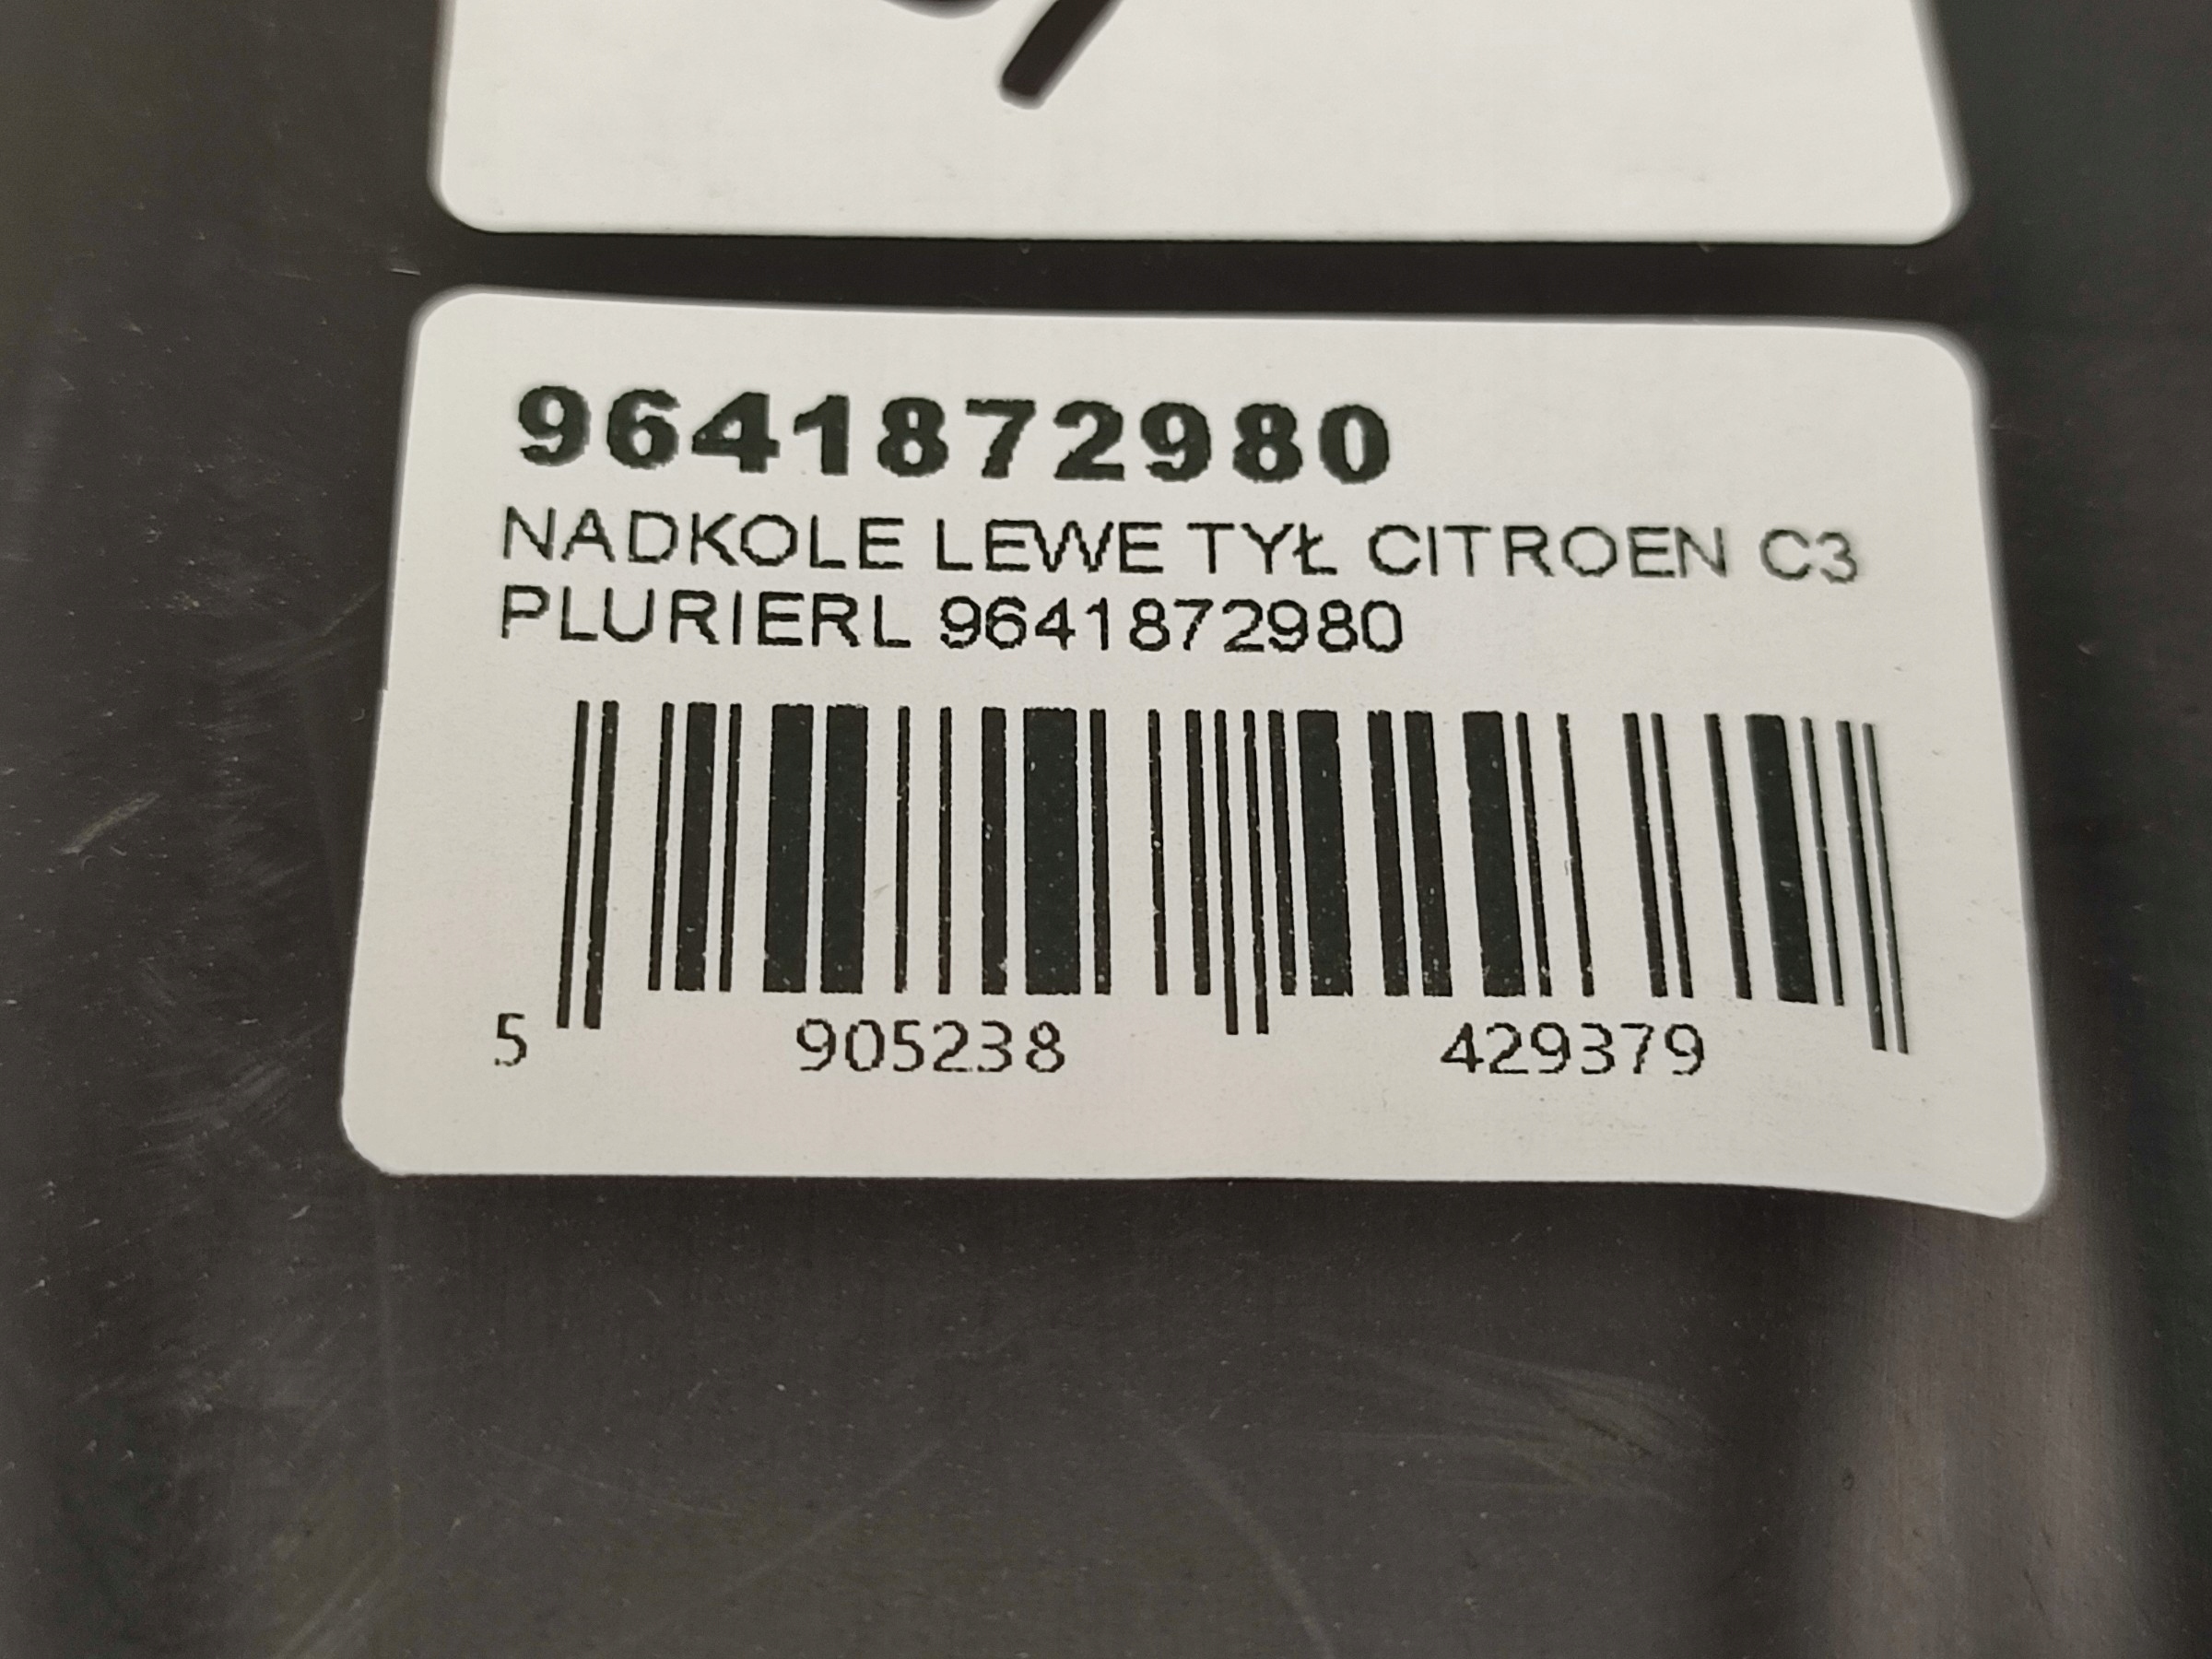 9641872980
NADKOLE LEWE TYŁ CITROEN C3
PLURIERL 9641872980
5 905238 429379